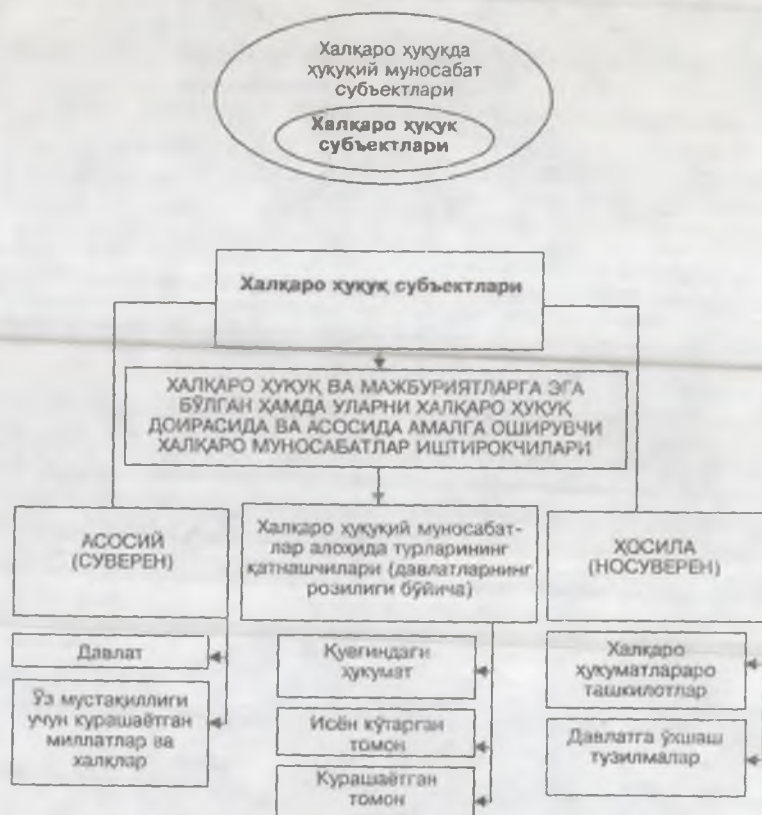 Халқаро ҳуқуқда
ҳуқуқий муносабат
субъектлари
Халқаро ҳуқуқ
субъектлари
Халқаро ҳуқуқ субъектлари
ХАЛҚАРО ҲУҚУҚ ВА МАЖБУРИЯТЛАРГА ЭГА
БЎЛГАН ҲАМДА УЛАРНИ ХАЛҚАРО ҲУҚУҚ
ДОИРАСИДА ВА АСОСИДА АМАЛГА ОШИРУВЧИ
ХАЛҚАРО МУНОСАБАТЛАР ИШТИРОКЧИЛАРИ
АСОСИЙ
(СУВЕРЕН)
Давлат
Ўз мустақиллиги
учун курашаётган
миллатлар ва
халқлар
Халқаро ҳуқуқий муносабат-
лар алоҳида турларининг
қатнашчилари (давлатларнинг
розилиги бўйича)
Қувғиндаги
ҳукумат
Исён кўтарган
томон
Курашаётган
томон
ҲОСИЛА
(НОСУВЕРЕН)
Халқаро
ҳукуматлараро
ташкилотлар
Давлатга ўхшаш
тузилмалар